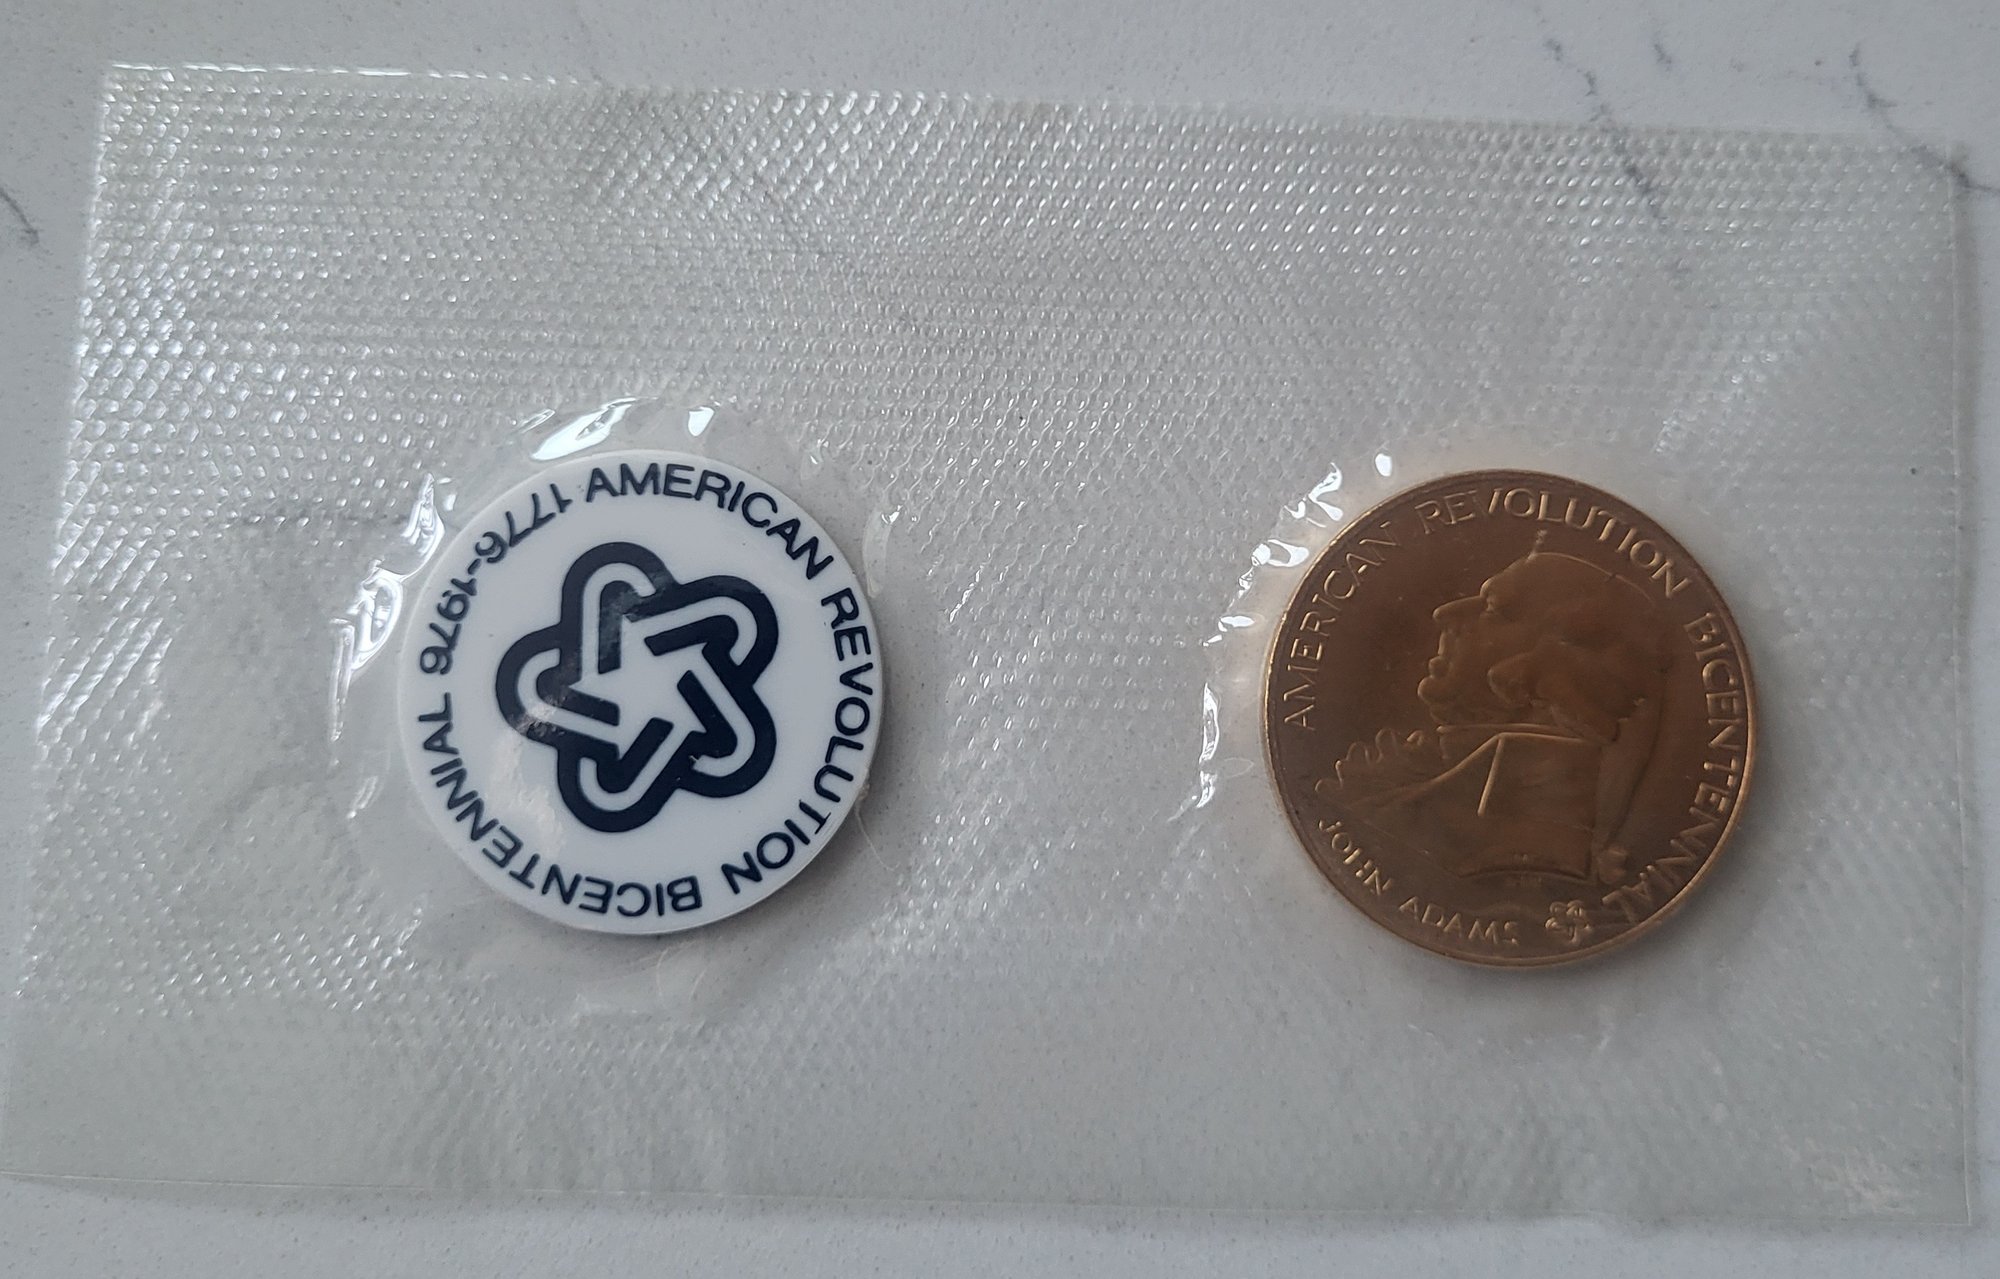 AMERICAN REVOLUTION BICENTENNIAL 1776-1976
AMERICAN REVOLUTION BICENTENNIAL
JOHN ADAMS